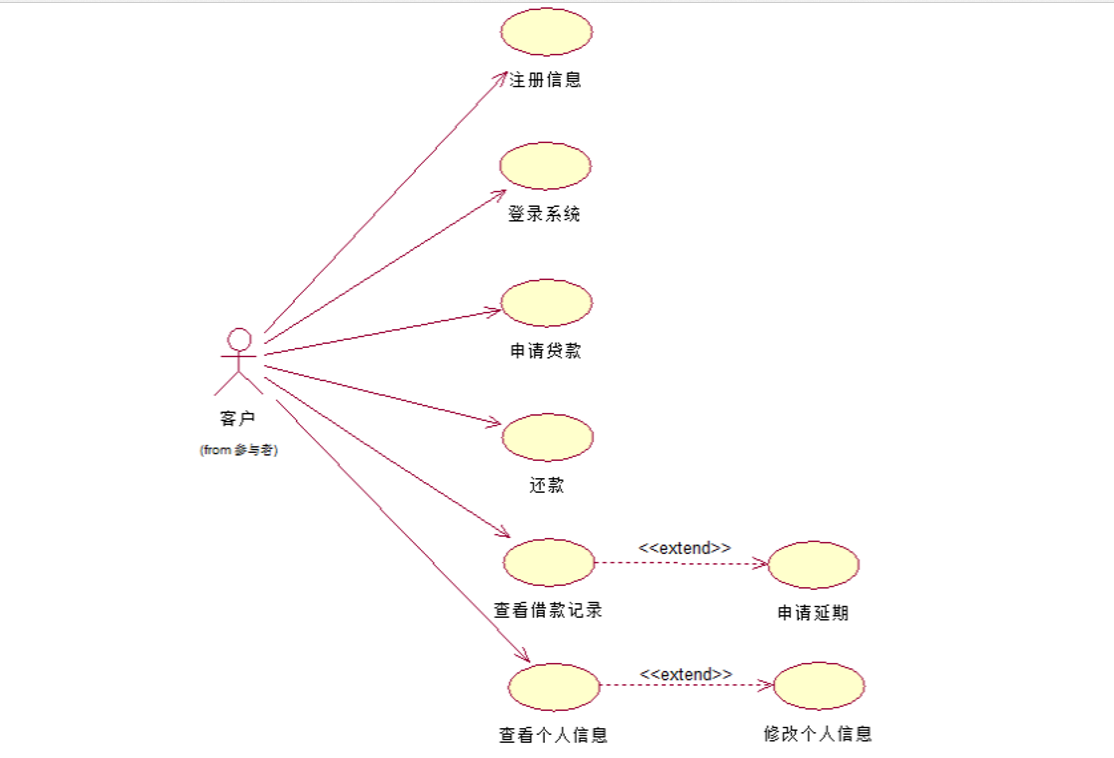 注册信息
登录系统
申请贷款
客户
(from 参与者)
还款
<<extend>>
查看借款记录
申请延期
<<extend>>
查看个人信息
修改个人信息